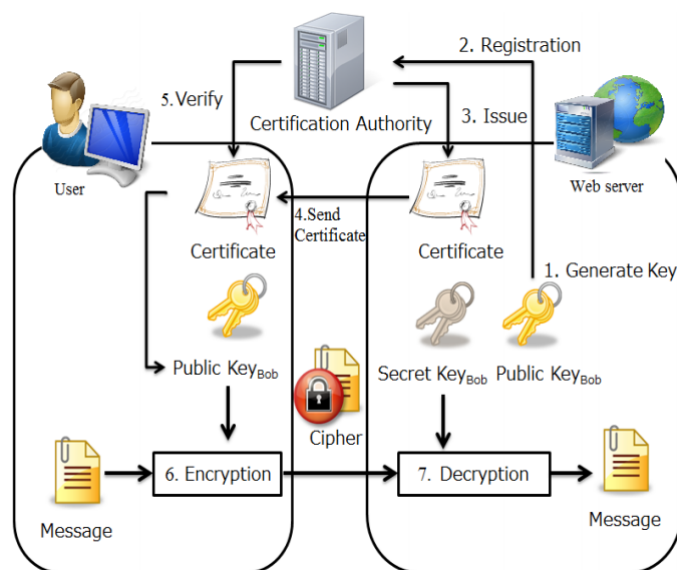 2. Registration
5.Verify
Certification Authority
3. Issue
User
Web server
4.Send
Certificate
Certificate
Certificate
1. Generate Key
Public KeyBob
Secret KeyBob
Public KeyBob
Cipher
6. Encryption
7. Decryption
Message
Message